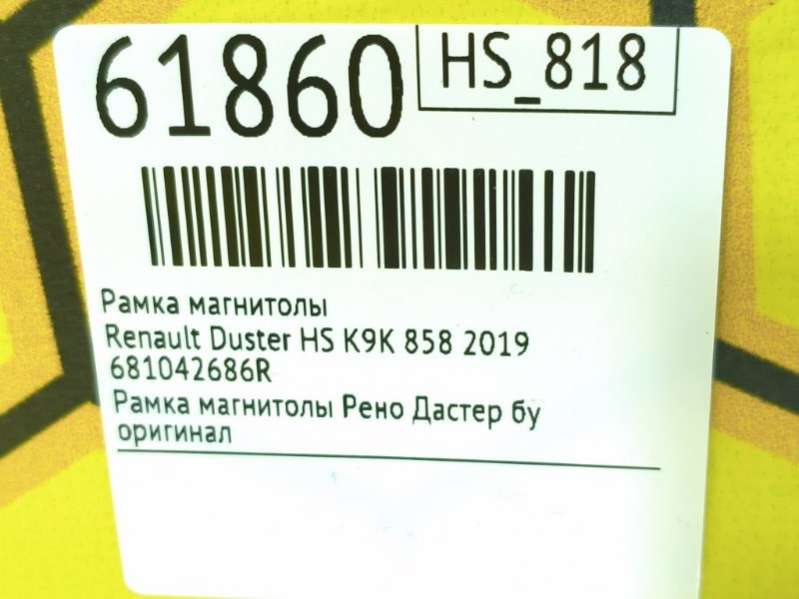 61860
HS_818
Рамка магнитолы
Renault Duster HS K9K 858 2019
681042686R
Рамка магнитолы Рено Дастер бу
оригинал